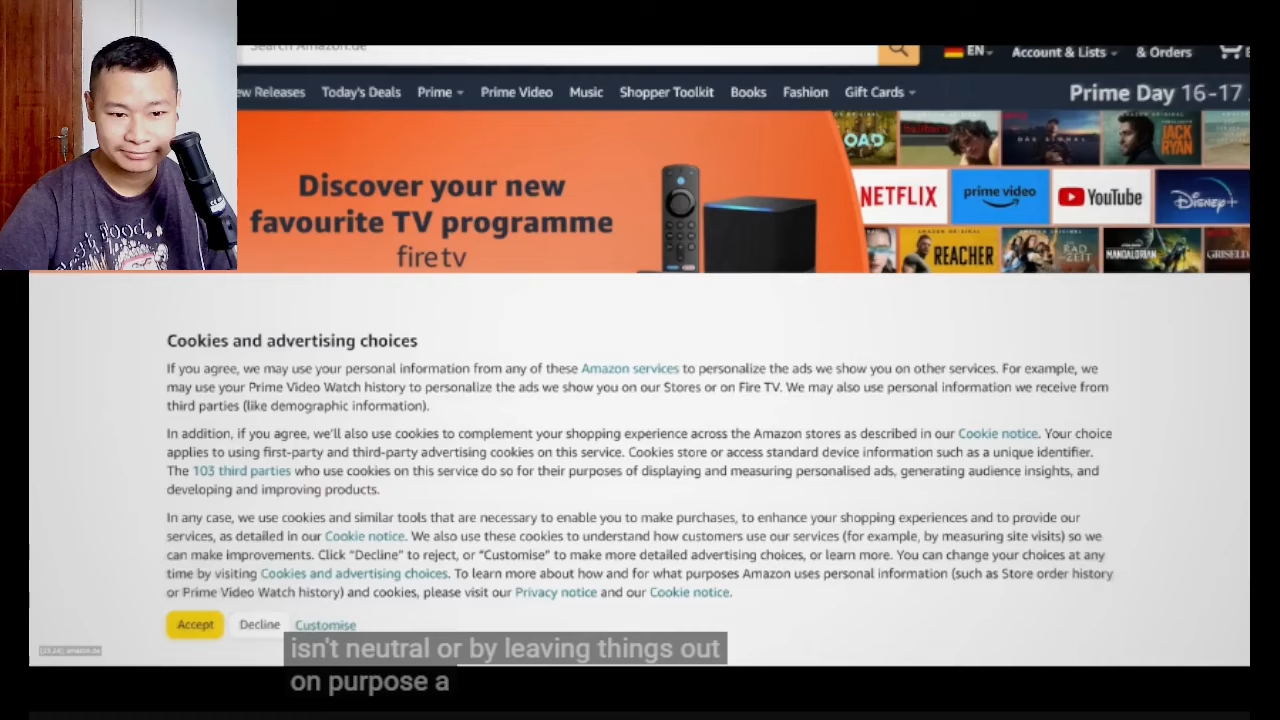 Search Amazon.de
EN
Account & Lists
& Orders
ew Releases
Today's Deals
Prime
Prime Video
Music
Shopper Toolkit
Books
Fashion
Gift Cards
Prime Day 16-17
Discover your new
favourite TV programme
fire tv
OAD
JACK
RYAN
NETFLIX
prime video
YouTube
Disney+
REACHER
THE
RAD
DER ZEIT
MANDALORIAN
GRISELD
Cookies and advertising choices
If you agree, we may use your personal information from any of these Amazon services to personalize the ads we show you on other services. For example, we
may use your Prime Video Watch history to personalize the ads we show you on our Stores or on Fire TV. We may also use personal information we receive from
third parties (like demographic information).
In addition, if you agree, we'll also use cookies to complement your shopping experience across the Amazon stores as described in our Cookie notice. Your choice
applies to using first-party and third-party advertising cookies on this service. Cookies store or access standard device information such as a unique identifier.
The 103 third parties who use cookies on this service do so for their purposes of displaying and measuring personalised ads, generating audience insights, and
developing and improving products.
In any case, we use cookies and similar tools that are necessary to enable you to make purchases, to enhance your shopping experiences and to provide our
services, as detailed in our Cookie notice. We also use these cookies to understand how customers use our services (for example, by measuring site visits) so we
can make improvements. Click “Decline” to reject, or “Customise” to make more detailed advertising choices, or learn more. You can change your choices at any
time by visiting Cookies and advertising choices. To learn more about how and for what purposes Amazon uses personal information (such as Store order history
or Prime Video Watch history) and cookies, please visit our Privacy notice and our Cookie notice.
Accept
Decline
Customise
isn't neutral or by leaving things out
on purpose a
amazon.de